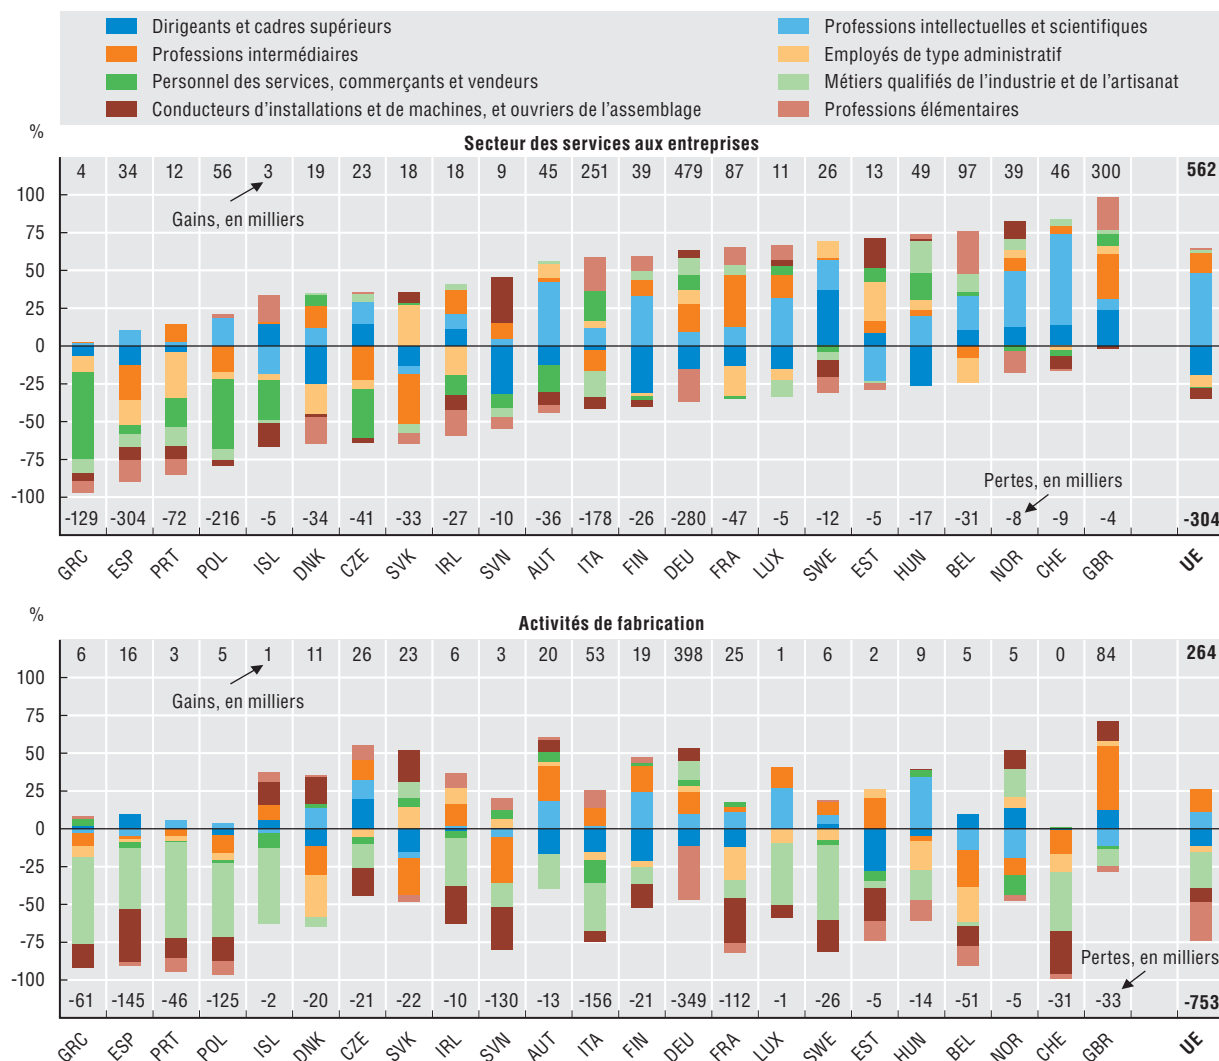 Dirigeants et cadres supérieurs
Professions intellectuelles et scientifiques
Professions intermédiaires
Employés de type administratif
Personnel des services, commerçants et vendeurs
Métiers qualifiés de l'industrie et de l'artisanat
Conducteurs d'installations et de machines, et ouvriers de l'assemblage
Professions élémentaires
%
Secteur des services aux entreprises
4 34 12 56 3 19 23 18 18 9 45 251 39 479 87 11 26 13 49 97 39 46 300 562
100
Gains, en milliers
75
50
25
0
-25
-50
-75
Pertes, en milliers
-100
-129 -304 -72 -216 -5 -34 -41 -33 -27 -10 -36 -178 -26 -280 -47 -5 -12 -5 -17 -31 -8 -9 -4 -304
GRC ESP PRT POL ISL DNK CZE SVK IRL SVN AUT ITA FIN DEU FRA LUX SWE EST HUN BEL NOR CHE GBR UE
%
Activités de fabrication
6 16 3 5 1 11 26 23 6 3 20 53 19 398 25 1 6 2 9 5 5 0 84 264
100
Gains, en milliers
75
50
25
0
-25
-50
-75
Pertes, en milliers
-100
-61 -145 -46 -125 -2 -20 -21 -22 -10 -130 -13 -156 -21 -349 -112 -1 -26 -5 -14 -51 -5 -31 -33 -753
GRC ESP PRT POL ISL DNK CZE SVK IRL SVN AUT ITA FIN DEU FRA LUX SWE EST HUN BEL NOR CHE GBR UE